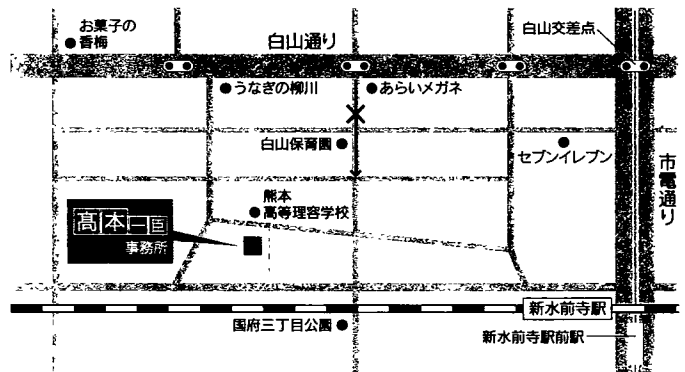 お菓子の
香梅
白山通り
白山交差点
うなぎの柳川
あらいメガネ
白山保育園
セブンイレブン
市電通り
熊本
高等理容学校
髙本一臣
事務所
新水前寺駅
国府三丁目公園
新水前寺駅前駅